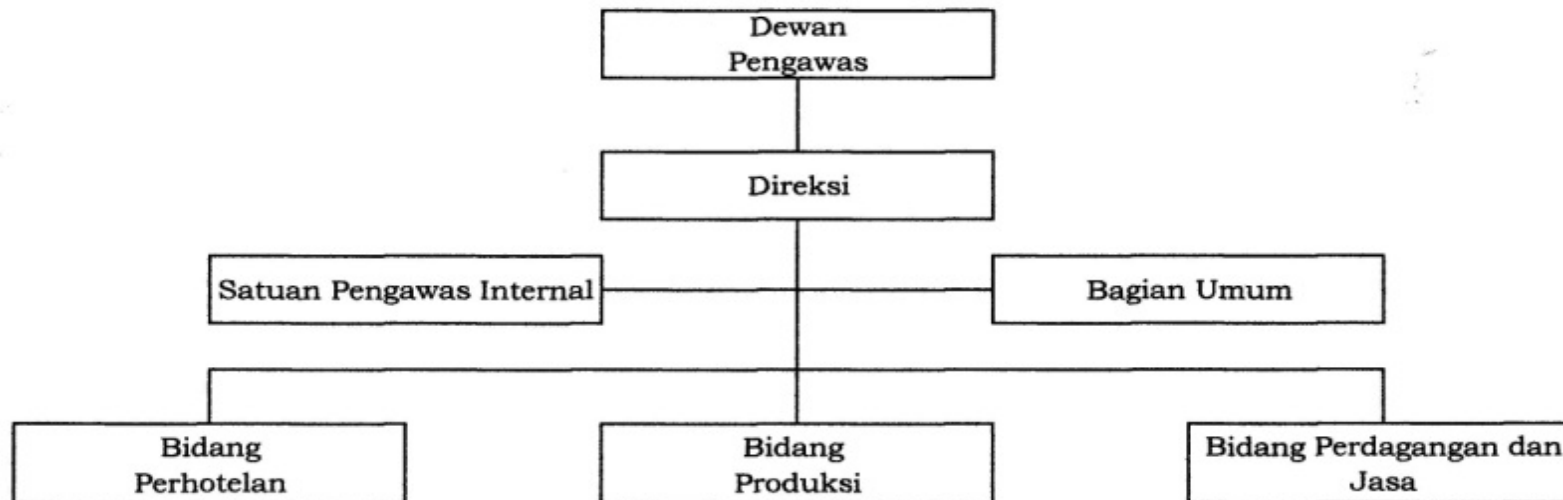 Dewan
Pengawas
Direksi
Satuan Pengawas Internal
Bagian Umum
Bidang
Perhotelan
Bidang
Produksi
Bidang Perdagangan dan
Jasa